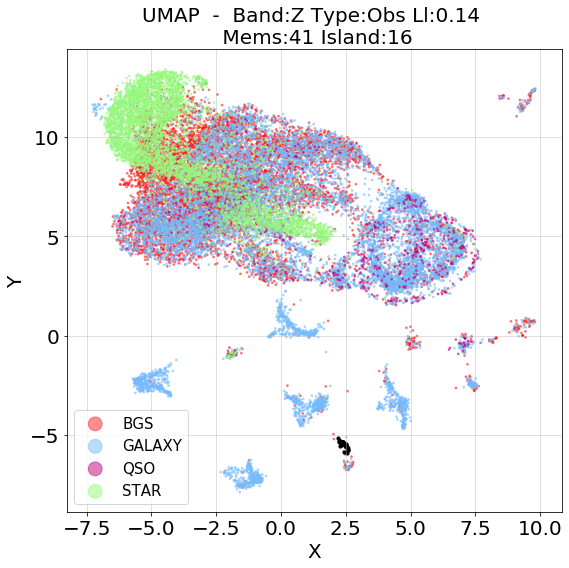 UMAP - Band:Z Type:Obs Ll:0.14
Mems:41 Island:16
Y
10
5
0
−5
BGS
GALAXY
QSO
STAR
−7.5 −5.0 −2.5 0.0 2.5 5.0 7.5 10.0
X